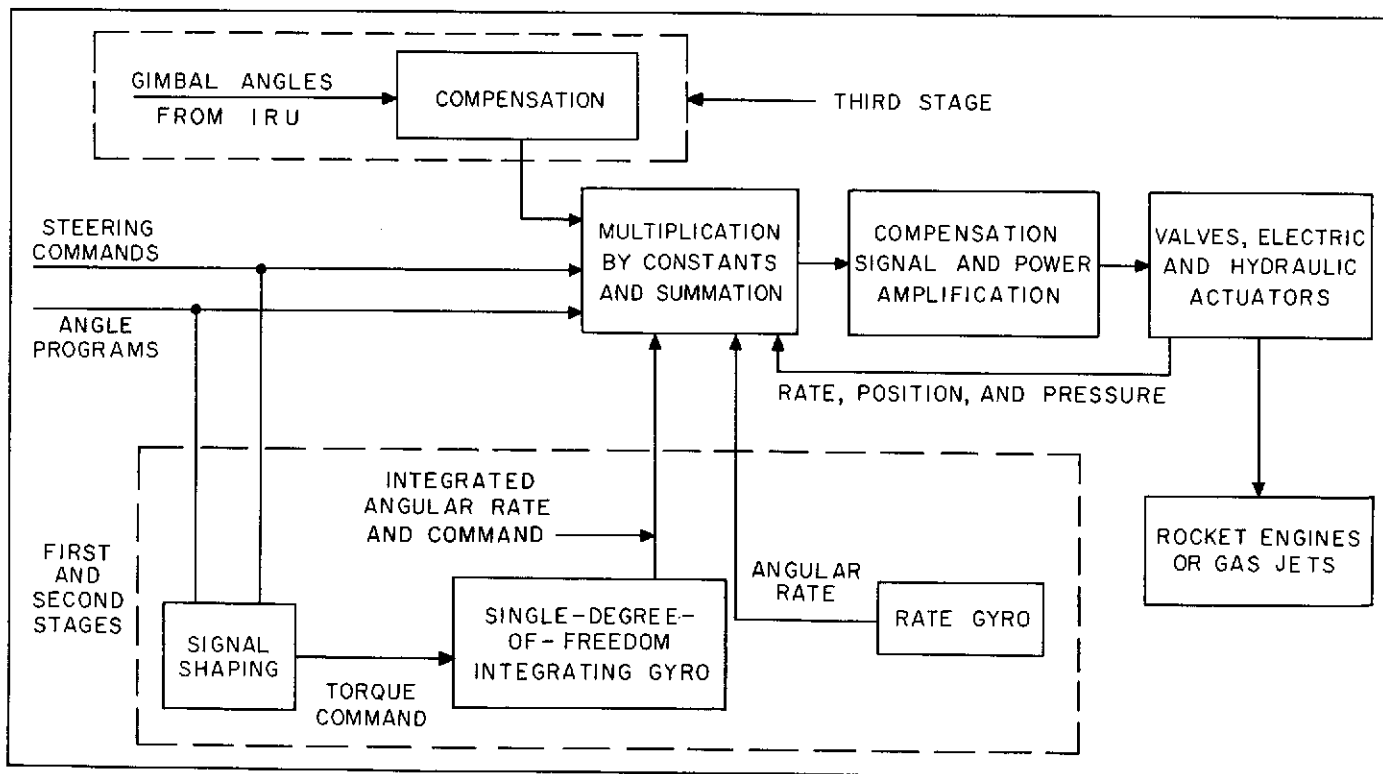 GIMBAL ANGLES
FROM IRU
COMPENSATION
THIRD STAGE
STEERING
COMMANDS
ANGLE
PROGRAMS
MULTIPLICATION
BY CONSTANTS
AND SUMMATION
COMPENSATION
SIGNAL AND POWER
AMPLIFICATION
VALVES, ELECTRIC
AND HYDRAULIC
ACTUATORS
RATE, POSITION, AND PRESSURE
INTEGRATED
ANGULAR RATE
AND COMMAND
FIRST
AND
SECOND
STAGES
SIGNAL
SHAPING
TORQUE
COMMAND
SINGLE-DEGREE-
OF-FREEDOM
INTEGRATING GYRO
ANGULAR
RATE
RATE GYRO
ROCKET ENGINES
OR GAS JETS